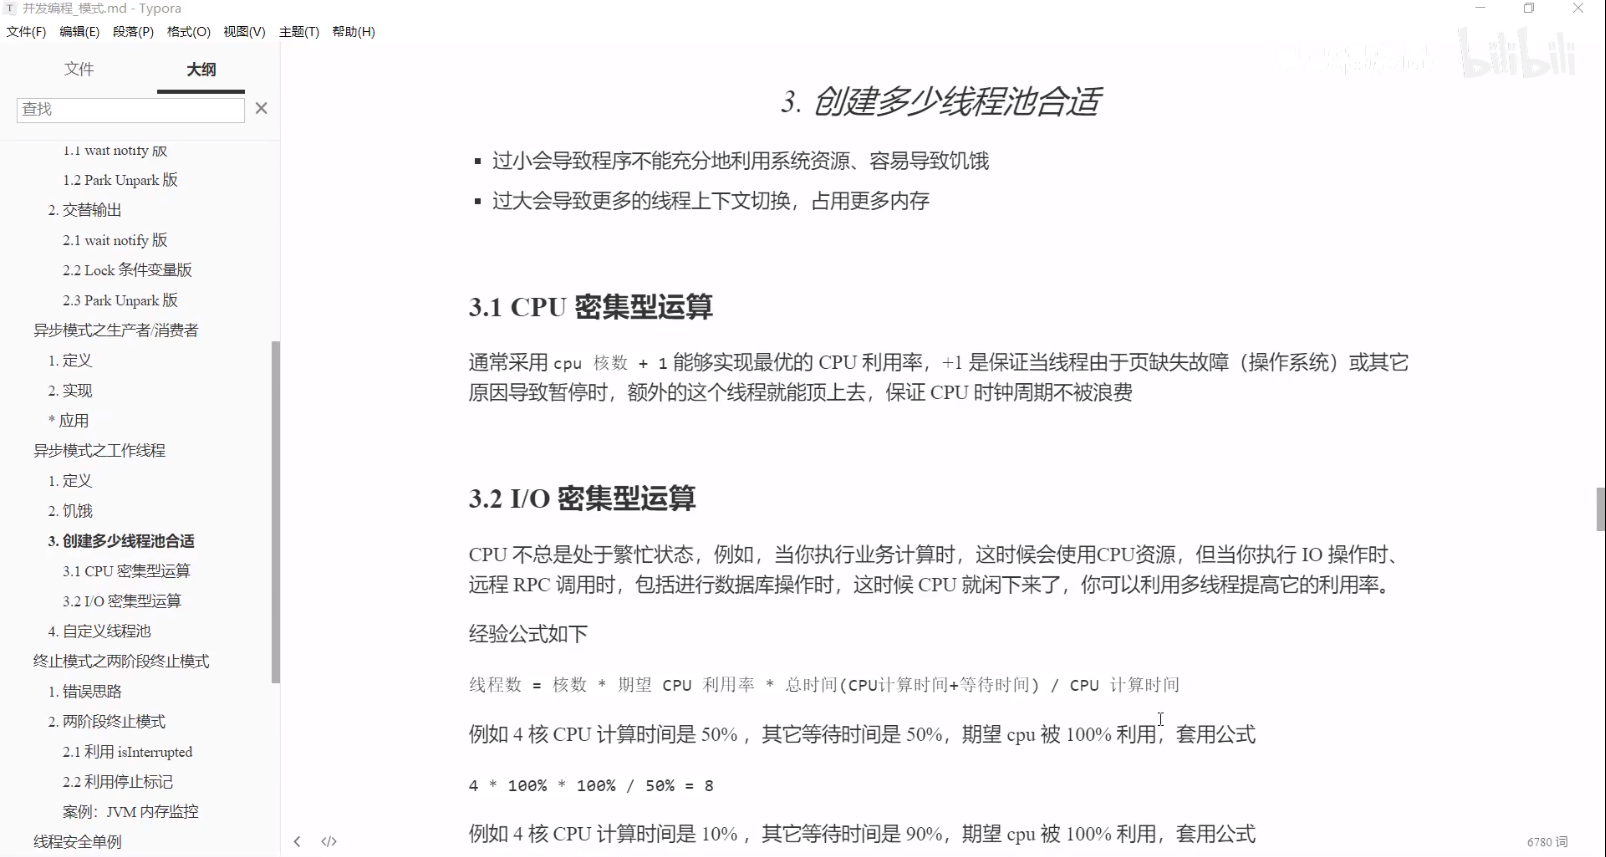 并发编程_模式.md - Typora
文件(F) 编辑(E) 段落(P) 格式(O) 视图(V) 主题(T) 帮助(H)
文件 大纲
查找
1.1 wait notify 版
1.2 Park Unpark 版
2. 交替输出
2.1 wait notify 版
2.2 Lock 条件变量版
2.3 Park Unpark 版
异步模式之生产者/消费者
1. 定义
2. 实现
* 应用
异步模式之工作线程
1. 定义
2. 饥饿
3. 创建多少线程池合适
3.1 CPU 密集型运算
3.2 I/O 密集型运算
4. 自定义线程池
终止模式之两阶段终止模式
1. 错误思路
2. 两阶段终止模式
2.1 利用 isInterrupted
2.2 利用停止标记
案例：JVM 内存监控
线程安全单例
bilibili
3. 创建多少线程池合适
▪ 过小会导致程序不能充分地利用系统资源、容易导致饥饿
▪ 过大会导致更多的线程上下文切换，占用更多内存
3.1 CPU 密集型运算
通常采用 cpu 核数 + 1 能够实现最优的 CPU 利用率，+1 是保证当线程由于页缺失故障（操作系统）或其它
原因导致暂停时，额外的这个线程就能顶上去，保证 CPU 时钟周期不被浪费
3.2 I/O 密集型运算
CPU 不总是处于繁忙状态，例如，当你执行业务计算时，这时候会使用CPU资源，但当你执行 IO 操作时、
远程 RPC 调用时，包括进行数据库操作时，这时候 CPU 就闲下来了，你可以利用多线程提高它的利用率。
经验公式如下
线程数 = 核数 * 期望 CPU 利用率 * 总时间(CPU计算时间+等待时间) / CPU 计算时间
例如 4 核 CPU 计算时间是 50% ，其它等待时间是 50%，期望 cpu 被 100% 利用，套用公式
4 * 100% * 100% / 50% = 8
例如 4 核 CPU 计算时间是 10% ，其它等待时间是 90%，期望 cpu 被 100% 利用，套用公式
6780 词